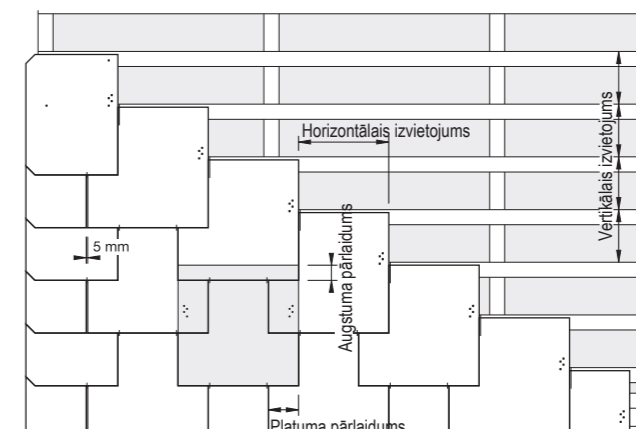 Horizontālais izvietojums
Vertikālais izvietojums
5 mm
Augstuma pārlaidums
Platuma pārlaidums